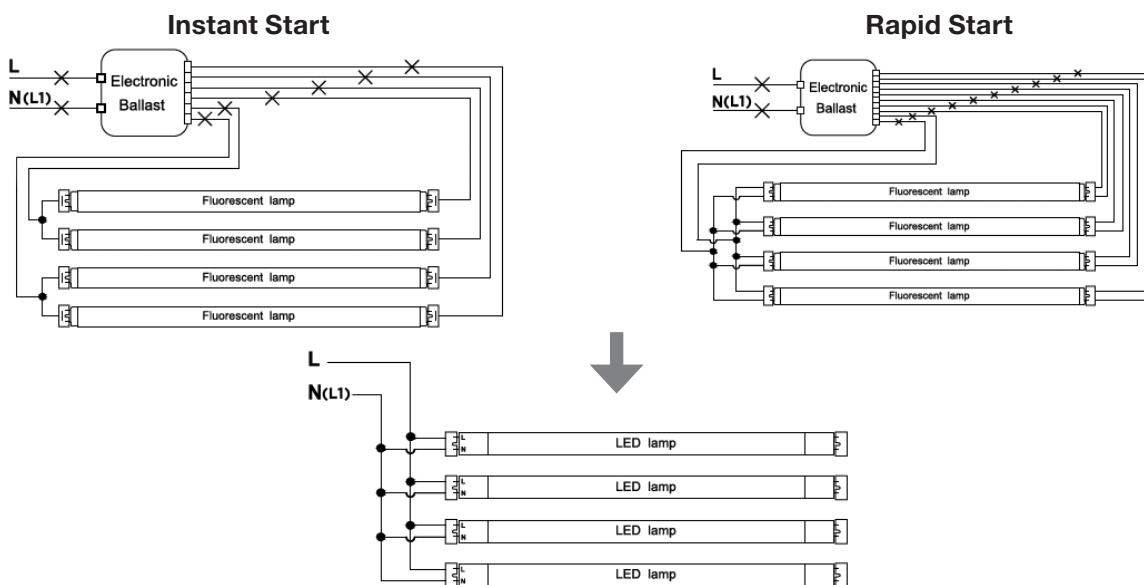 Instant Start
L
N(L1)
Electronic
Ballast
Fluorescent lamp
Fluorescent lamp
Fluorescent lamp
Fluorescent lamp
Rapid Start
L
N(L1)
Electronic
Ballast
Fluorescent lamp
Fluorescent lamp
Fluorescent lamp
Fluorescent lamp
L
N(L1)
L
N
LED lamp
L
N
LED lamp
L
N
LED lamp
L
N
LED lamp